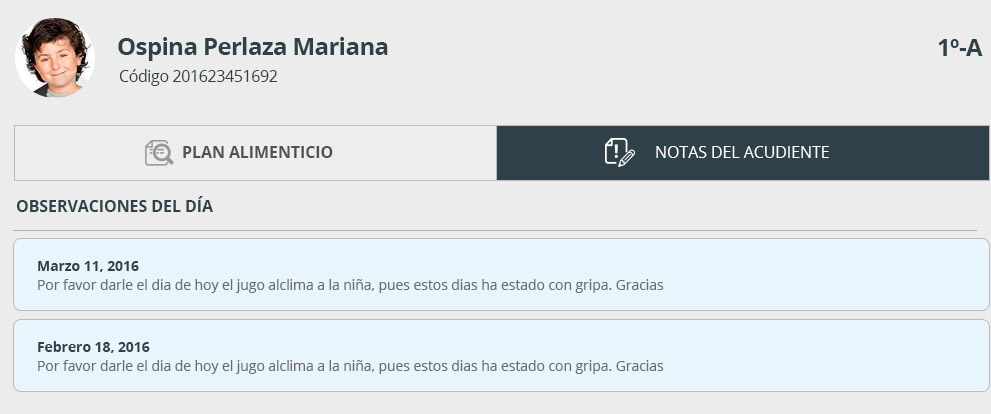 Ospina Perlaza Mariana
1º-A
Código 201623451692
PLAN ALIMENTICIO
NOTAS DEL ACUDIENTE
OBSERVACIONES DEL DÍA
Marzo 11, 2016
Por favor darle el dia de hoy el jugo alclima a la niña, pues estos dias ha estado con gripa. Gracias
Febrero 18, 2016
Por favor darle el dia de hoy el jugo alclima a la niña, pues estos dias ha estado con gripa. Gracias